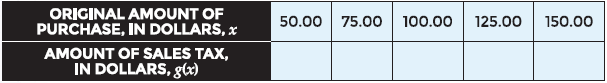 ORIGINAL AMOUNT OF
PURCHASE, IN DOLLARS, x
50.00 75.00 100.00 125.00 150.00
AMOUNT OF SALES TAX,
IN DOLLARS, g(x)